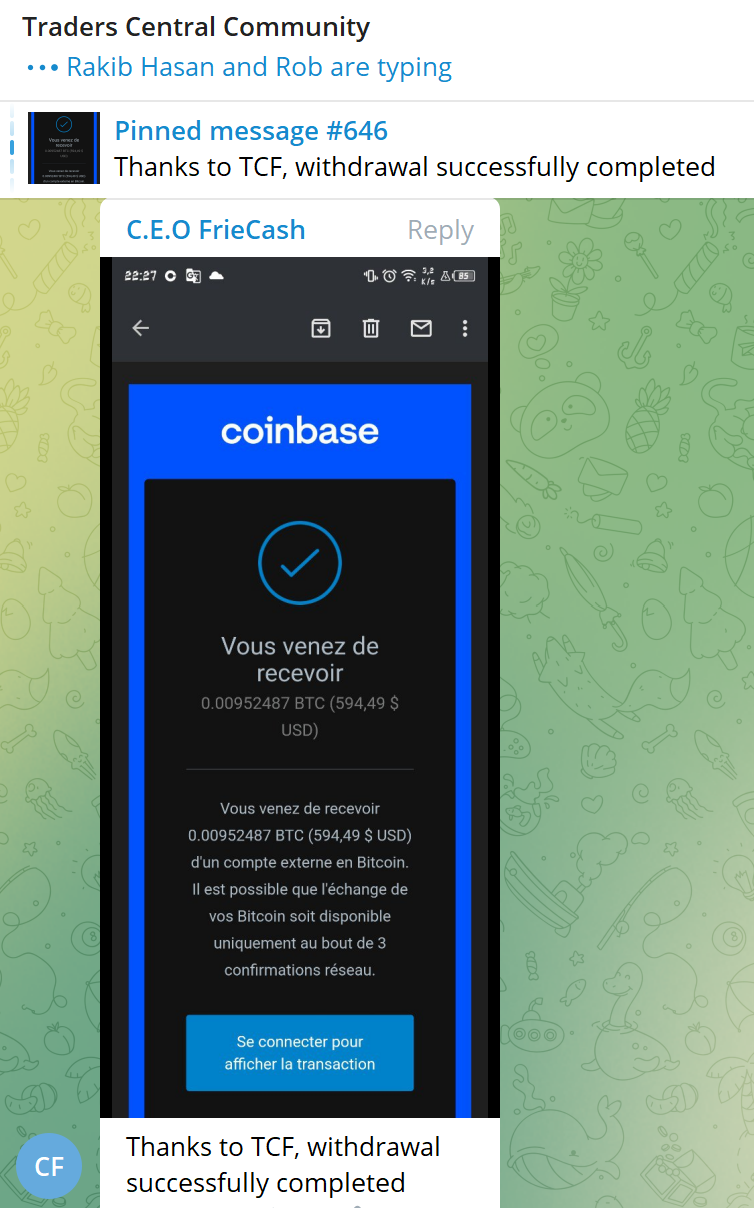 Traders Central Community
Rakib Hasan and Rob are typing
Pinned message #646
Thanks to TCF, withdrawal successfully completed
C.E.O FrieCash
Reply
22:27
3,2
K/s
85
coinbase
Vous venez de
recevoir
0.00952487 BTC (594,49 $
USD)
Vous venez de recevoir
0.00952487 BTC (594,49 $ USD)
d'un compte externe en Bitcoin.
Il est possible que l'échange de
vos Bitcoin soit disponible
uniquement au bout de 3
confirmations réseau.
Se connecter pour
afficher la transaction
CF
Thanks to TCF, withdrawal
successfully completed